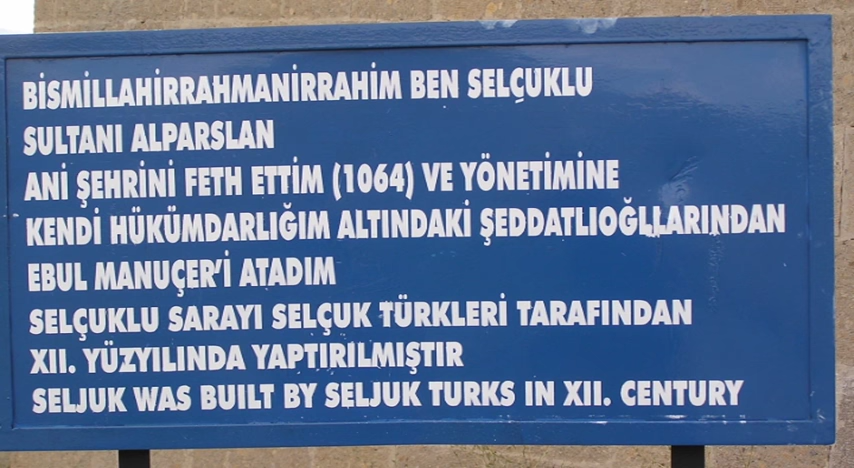 BİSMİLLAHİRRAHMANİRRAHİM BEN SELÇUKLU
SULTANI ALPARSLAN
ANİ ŞEHRİNİ FETH ETTİM (1064) VE YÖNETİMİNE
KENDİ HÜKÜMDARLIĞIM ALTINDAKİ ŞEDDATLIOĞLLARINDAN
EBUL MANUÇER'İ ATADIM
SELÇUKLU SARAYI SELÇUK TÜRKLERİ TARAFINDAN
XII. YÜZYILINDA YAPTIRILMIŞTIR
SELJUK WAS BUILT BY SELJUK TURKS IN XII. CENTURY